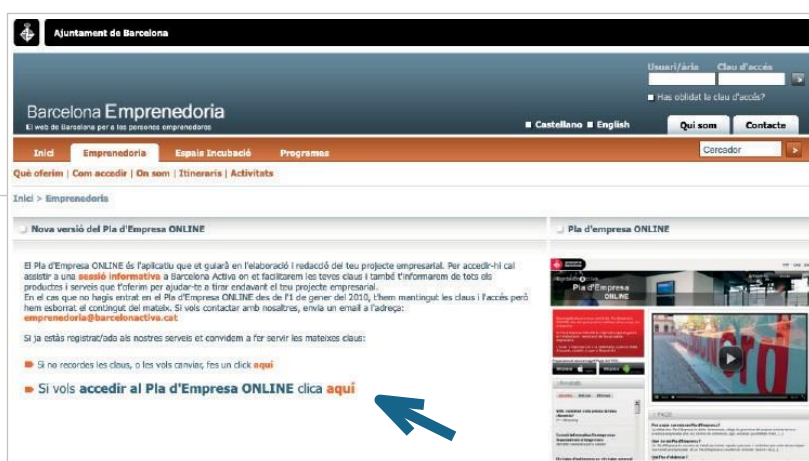 Ajuntament de Barcelona
Usuari/ària Clau d'accés
Has oblidat la clau d'accés?
Barcelona Emprenedoria
El web de Barcelona per a les persones emprenedores
Castellano English
Qui som Contacte
Inici Emprenedoria Espais Incubació Programes
Cercador >
Què oferim | Com accedir | On som | Itineraris | Activitats
Inici > Emprenedoria
Nova versió del Pla d'Empresa ONLINE
El Pla d'Empresa ONLINE és l'aplicatiu que et guiarà en l'elaboració i redacció del teu projecte empresarial. Per accedir-hi cal
assistir a una sessió informativa a Barcelona Activa on et facilitarem les teves claus i també t'informarem de tots els
productes i serveis que t'oferim per ajudar-te a tirar endavant el teu projecte empresarial.
En el cas que no hagis entrat en el Pla d'Empresa ONLINE des de l'1 de gener del 2010, t'hem mantingut les claus i l'accés però
hem esborrat el contingut del mateix. Si vols contactar amb nosaltres, envia un email a l'adreça:
emprenedoria@barcelonactiva.cat
Si ja estàs registrat/ada als nostres serveis et convidem a fer servir les mateixes claus:
Si no recordes les claus, o les vols canviar, fes un click aquí
Si vols accedir al Pla d'Empresa ONLINE clica aquí
Pla d'empresa ONLINE
Pla d'Empresa
ONLINE